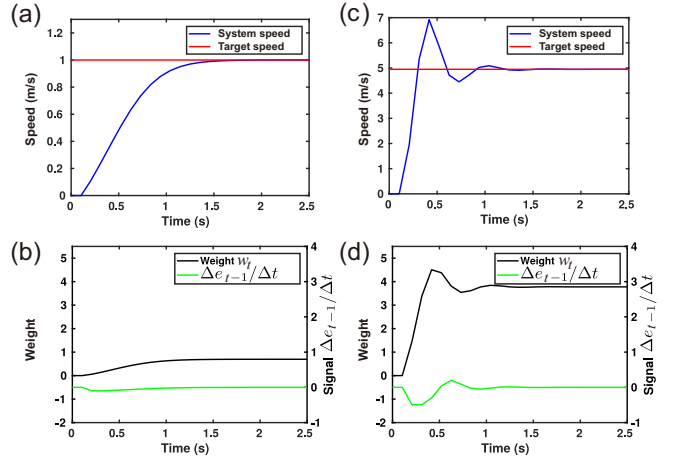 (a)
System speed
Target speed
Speed (m/s)
1.2
1
0.8
0.6
0.4
0.2
0
0 0.5 1 1.5 2 2.5
Time (s)
(c)
System speed
Target speed
Speed (m/s)
7
6
5
4
3
2
1
0
0 0.5 1 1.5 2 2.5
Time (s)
(b)
Weight w_t
Δe_{t−1}/Δt
Weight
5
4
3
2
1
0
-1
-2
4
3
2
1
0
-1
Signal Δe_{t−1}/Δt
0 0.5 1 1.5 2 2.5
Time (s)
(d)
Weight w_t
Δe_{t−1}/Δt
Weight
5
4
3
2
1
0
-1
-2
4
3
2
1
0
-1
Signal Δe_{t−1}/Δt
0 0.5 1 1.5 2 2.5
Time (s)